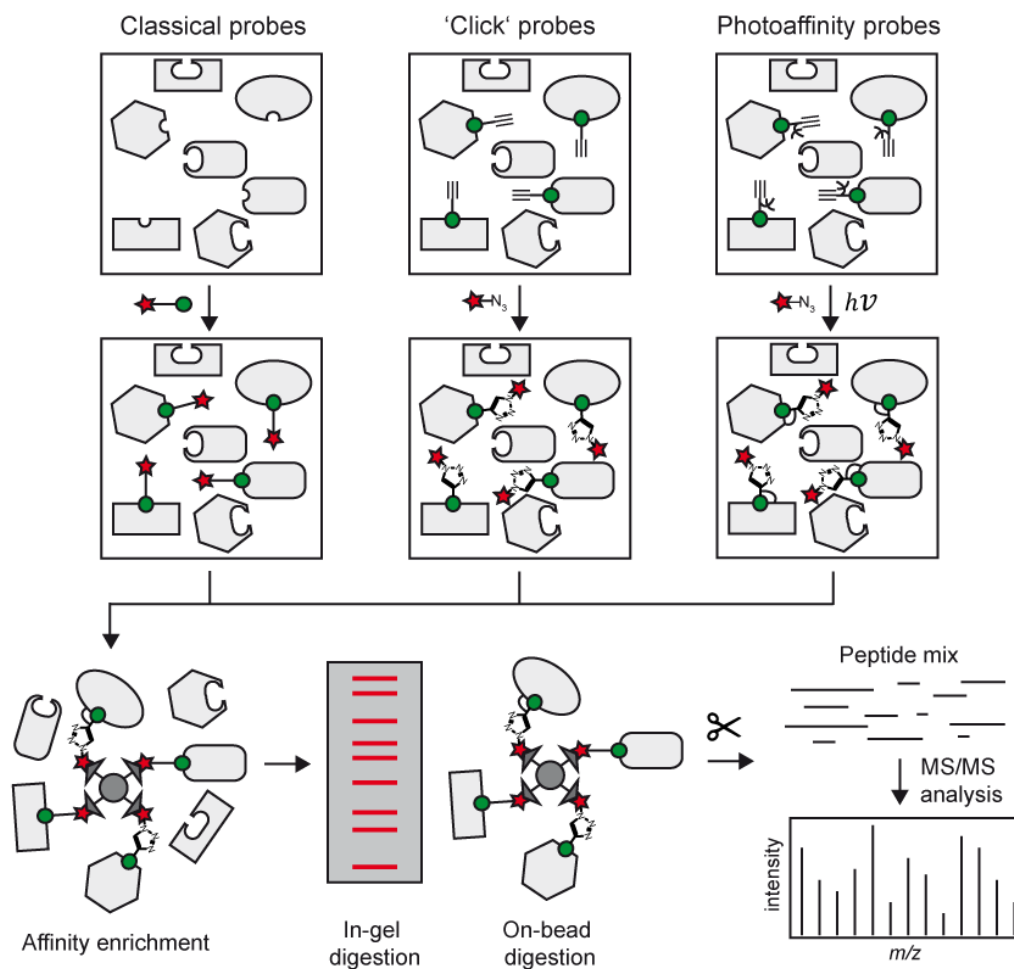 Classical probes
‘Click‘ probes
Photoaffinity probes
N₃
N₃
hν
Peptide mix
MS/MS
analysis
intensity
m/z
Affinity enrichment
In-gel
digestion
On-bead
digestion